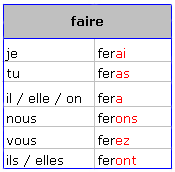 faire
je ferai
tu feras
il / elle / on fera
nous ferons
vous ferez
ils / elles feront